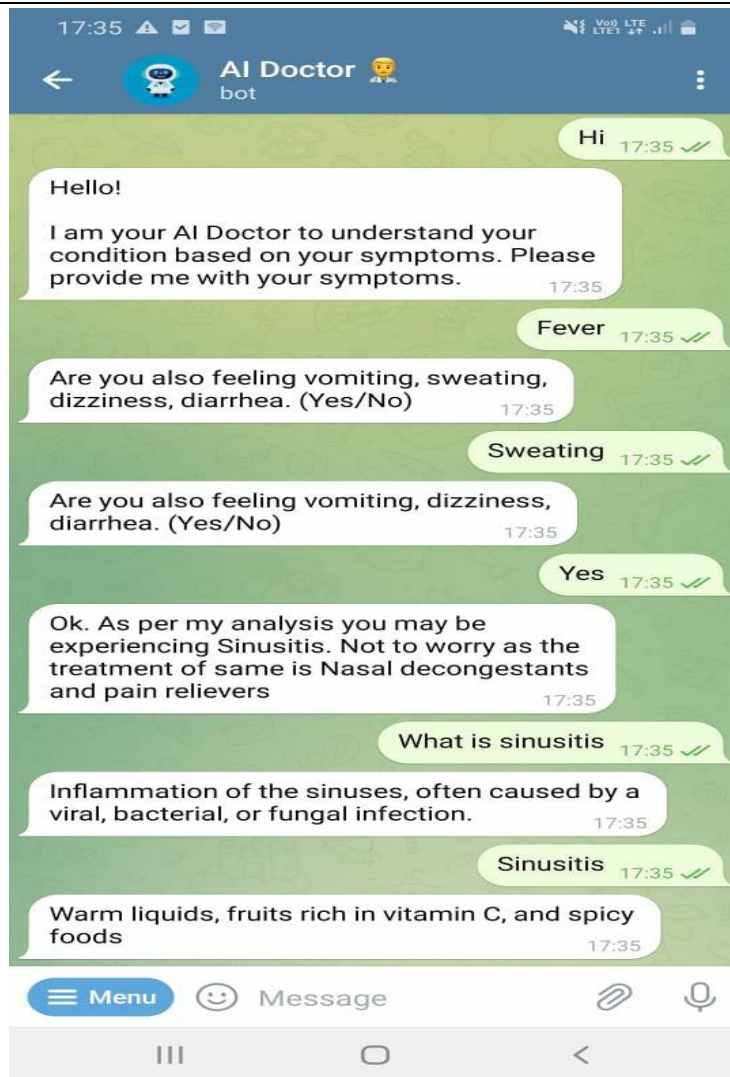 17:35
Voo) LTE
LTE1
AI Doctor
bot
Hi 17:35
Hello!
I am your AI Doctor to understand your
condition based on your symptoms. Please
provide me with your symptoms. 17:35
Fever 17:35
Are you also feeling vomiting, sweating,
dizziness, diarrhea. (Yes/No) 17:35
Sweating 17:35
Are you also feeling vomiting, dizziness,
diarrhea. (Yes/No) 17:35
Yes 17:35
Ok. As per my analysis you may be
experiencing Sinusitis. Not to worry as the
treatment of same is Nasal decongestants
and pain relievers 17:35
What is sinusitis 17:35
Inflammation of the sinuses, often caused by a
viral, bacterial, or fungal infection. 17:35
Sinusitis 17:35
Warm liquids, fruits rich in vitamin C, and spicy
foods 17:35
Menu
Message